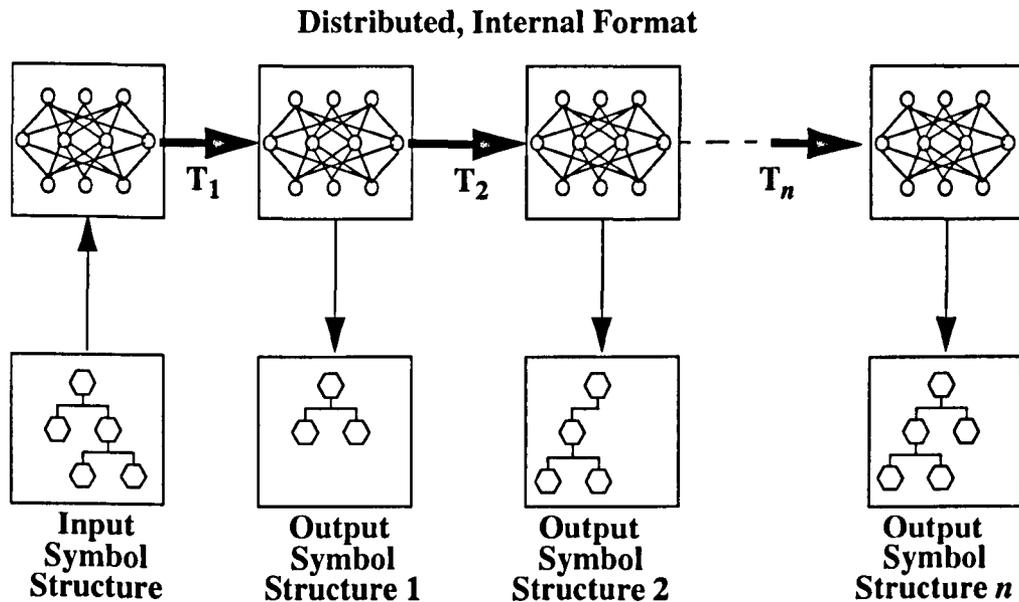 Distributed, Internal Format
T1
T2
Tn
Input
Symbol
Structure
Output
Symbol
Structure 1
Output
Symbol
Structure 2
Output
Symbol
Structure n